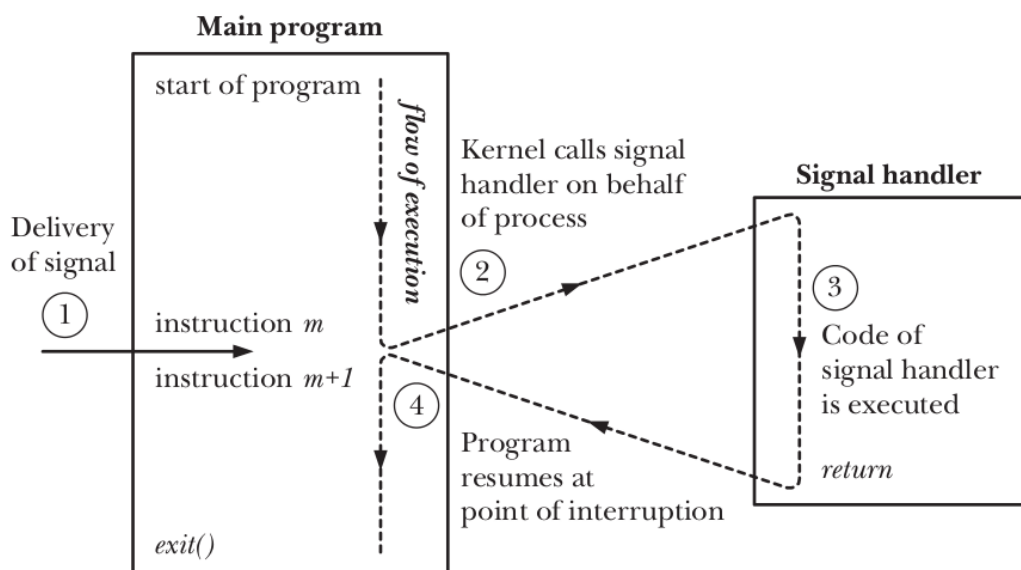 Main program
start of program
flow of execution
Kernel calls signal
handler on behalf
of process
2
Signal handler
Delivery
of signal
1
instruction m
instruction m+1
3
Code of
signal handler
is executed
return
4
Program
resumes at
point of interruption
exit()